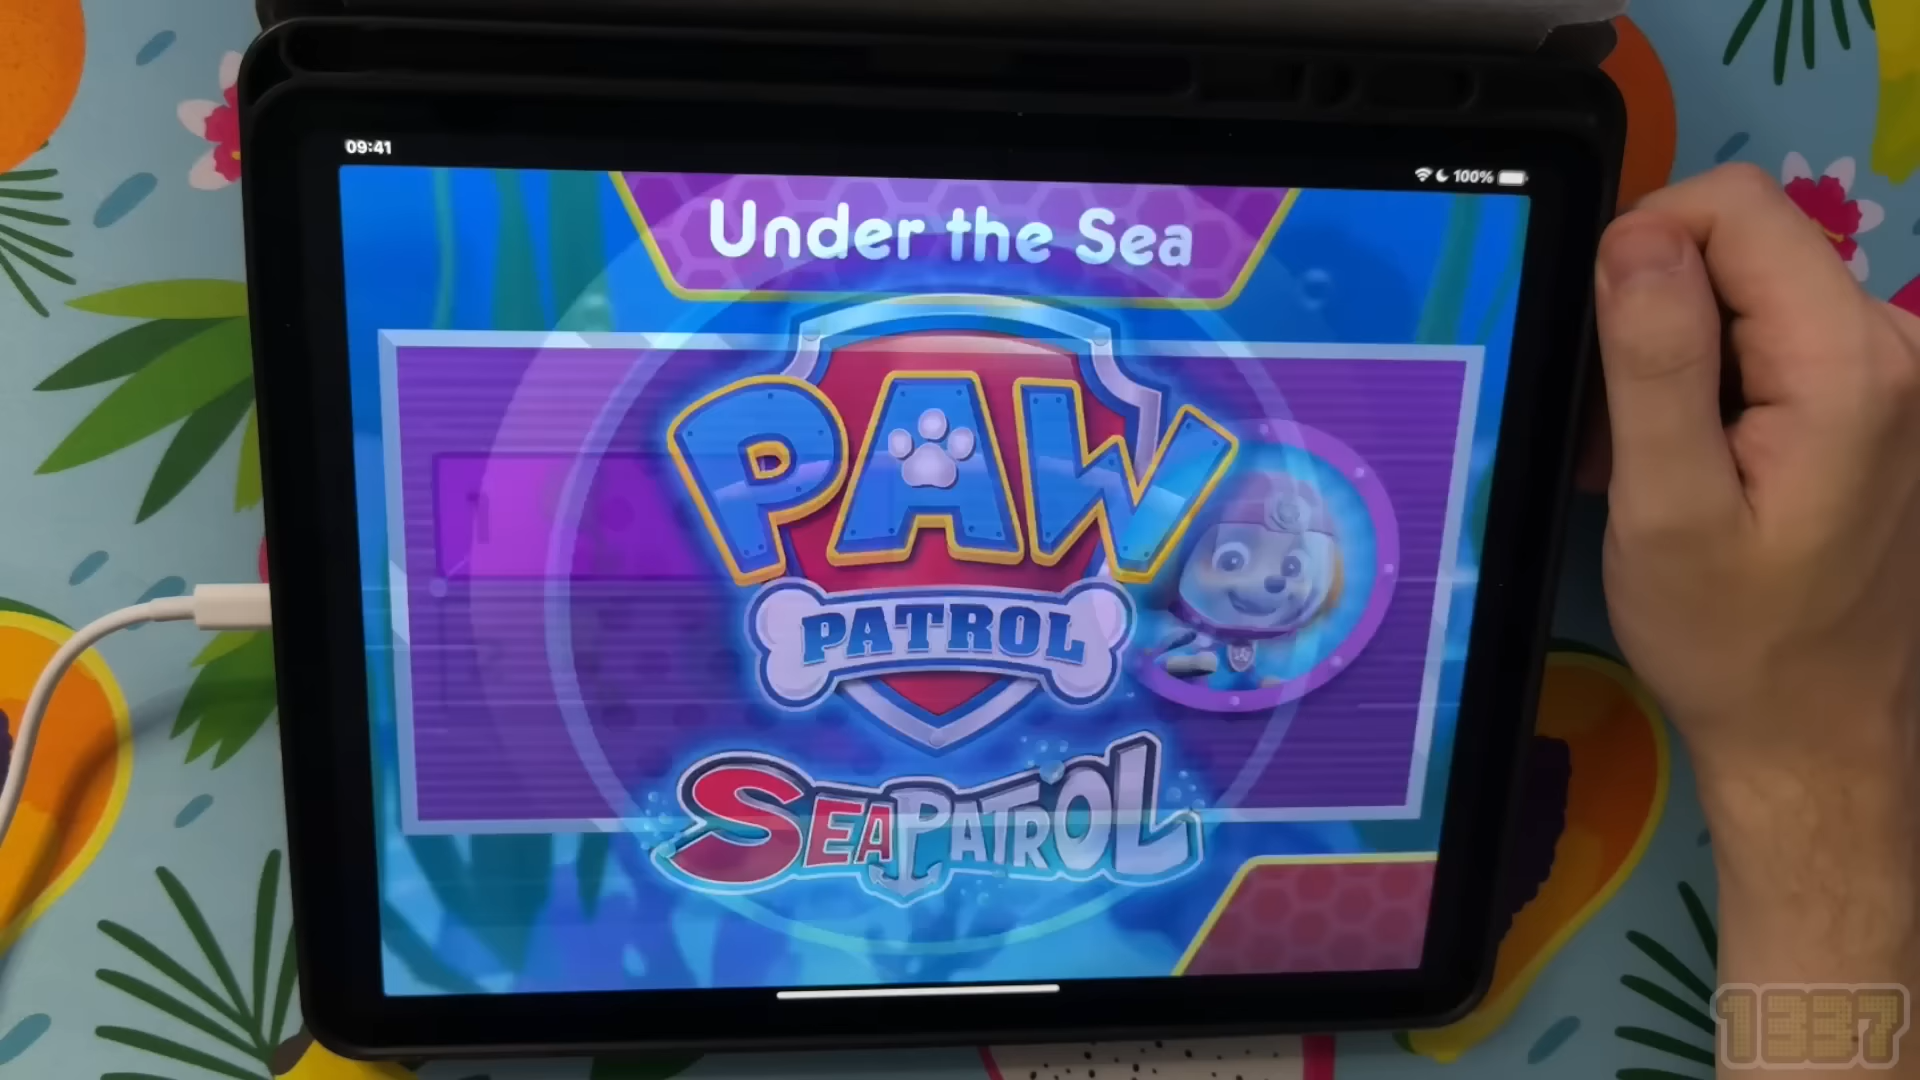 09:41
100%
Under the Sea
PAW
PATROL
SEA PATROL
1337